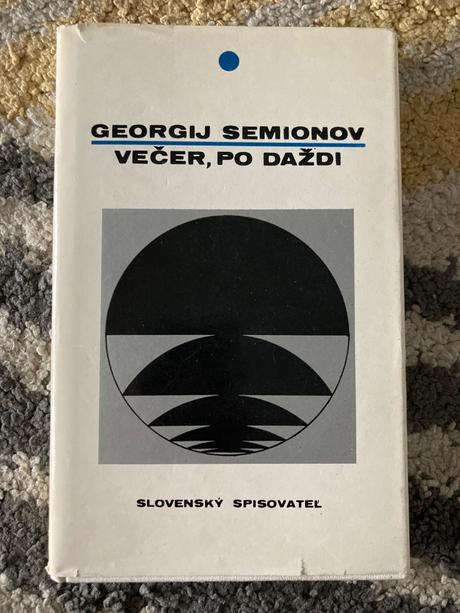 GEORGIJ SEMIONOV
VEČER, PO DAŽDI
SLOVENSKÝ SPISOVATEĽ